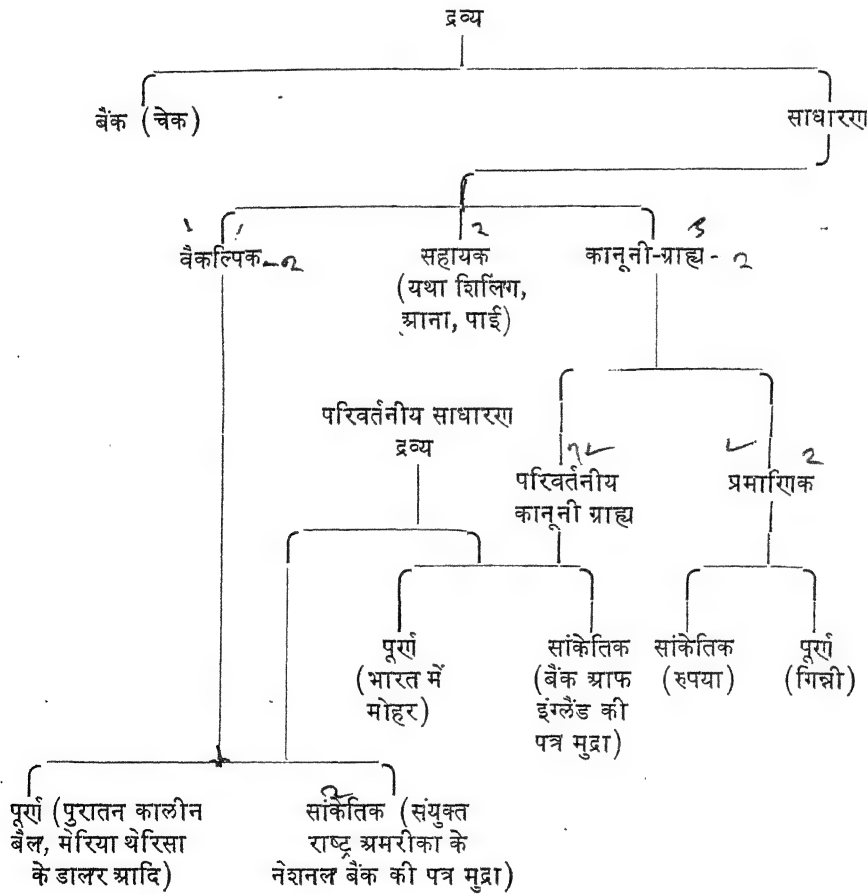 द्रव्य
बैंक (चेक)
साधारण
वैकल्पिक
सहायक
(यथा शिलिंग,
आना, पाई)
कानूनी-ग्राह्य-
परिवर्तनीय साधारण
द्रव्य
परिवर्तनीय
कानूनी ग्राह्य
प्रमाणिक
पूर्ण
(भारत में
मोहर)
सांकेतिक
(बैंक आफ
इंग्लैंड की
पत्र मुद्रा)
सांकेतिक
(रुपया)
पूर्ण
(गिन्नी)
पूर्ण (पुरातन कालीन
बैल, मेरिया थेरिसा
के डालर आदि)
सांकेतिक (संयुक्त
राष्ट्र अमरीका के
नेशनल बैंक की पत्र मुद्रा)